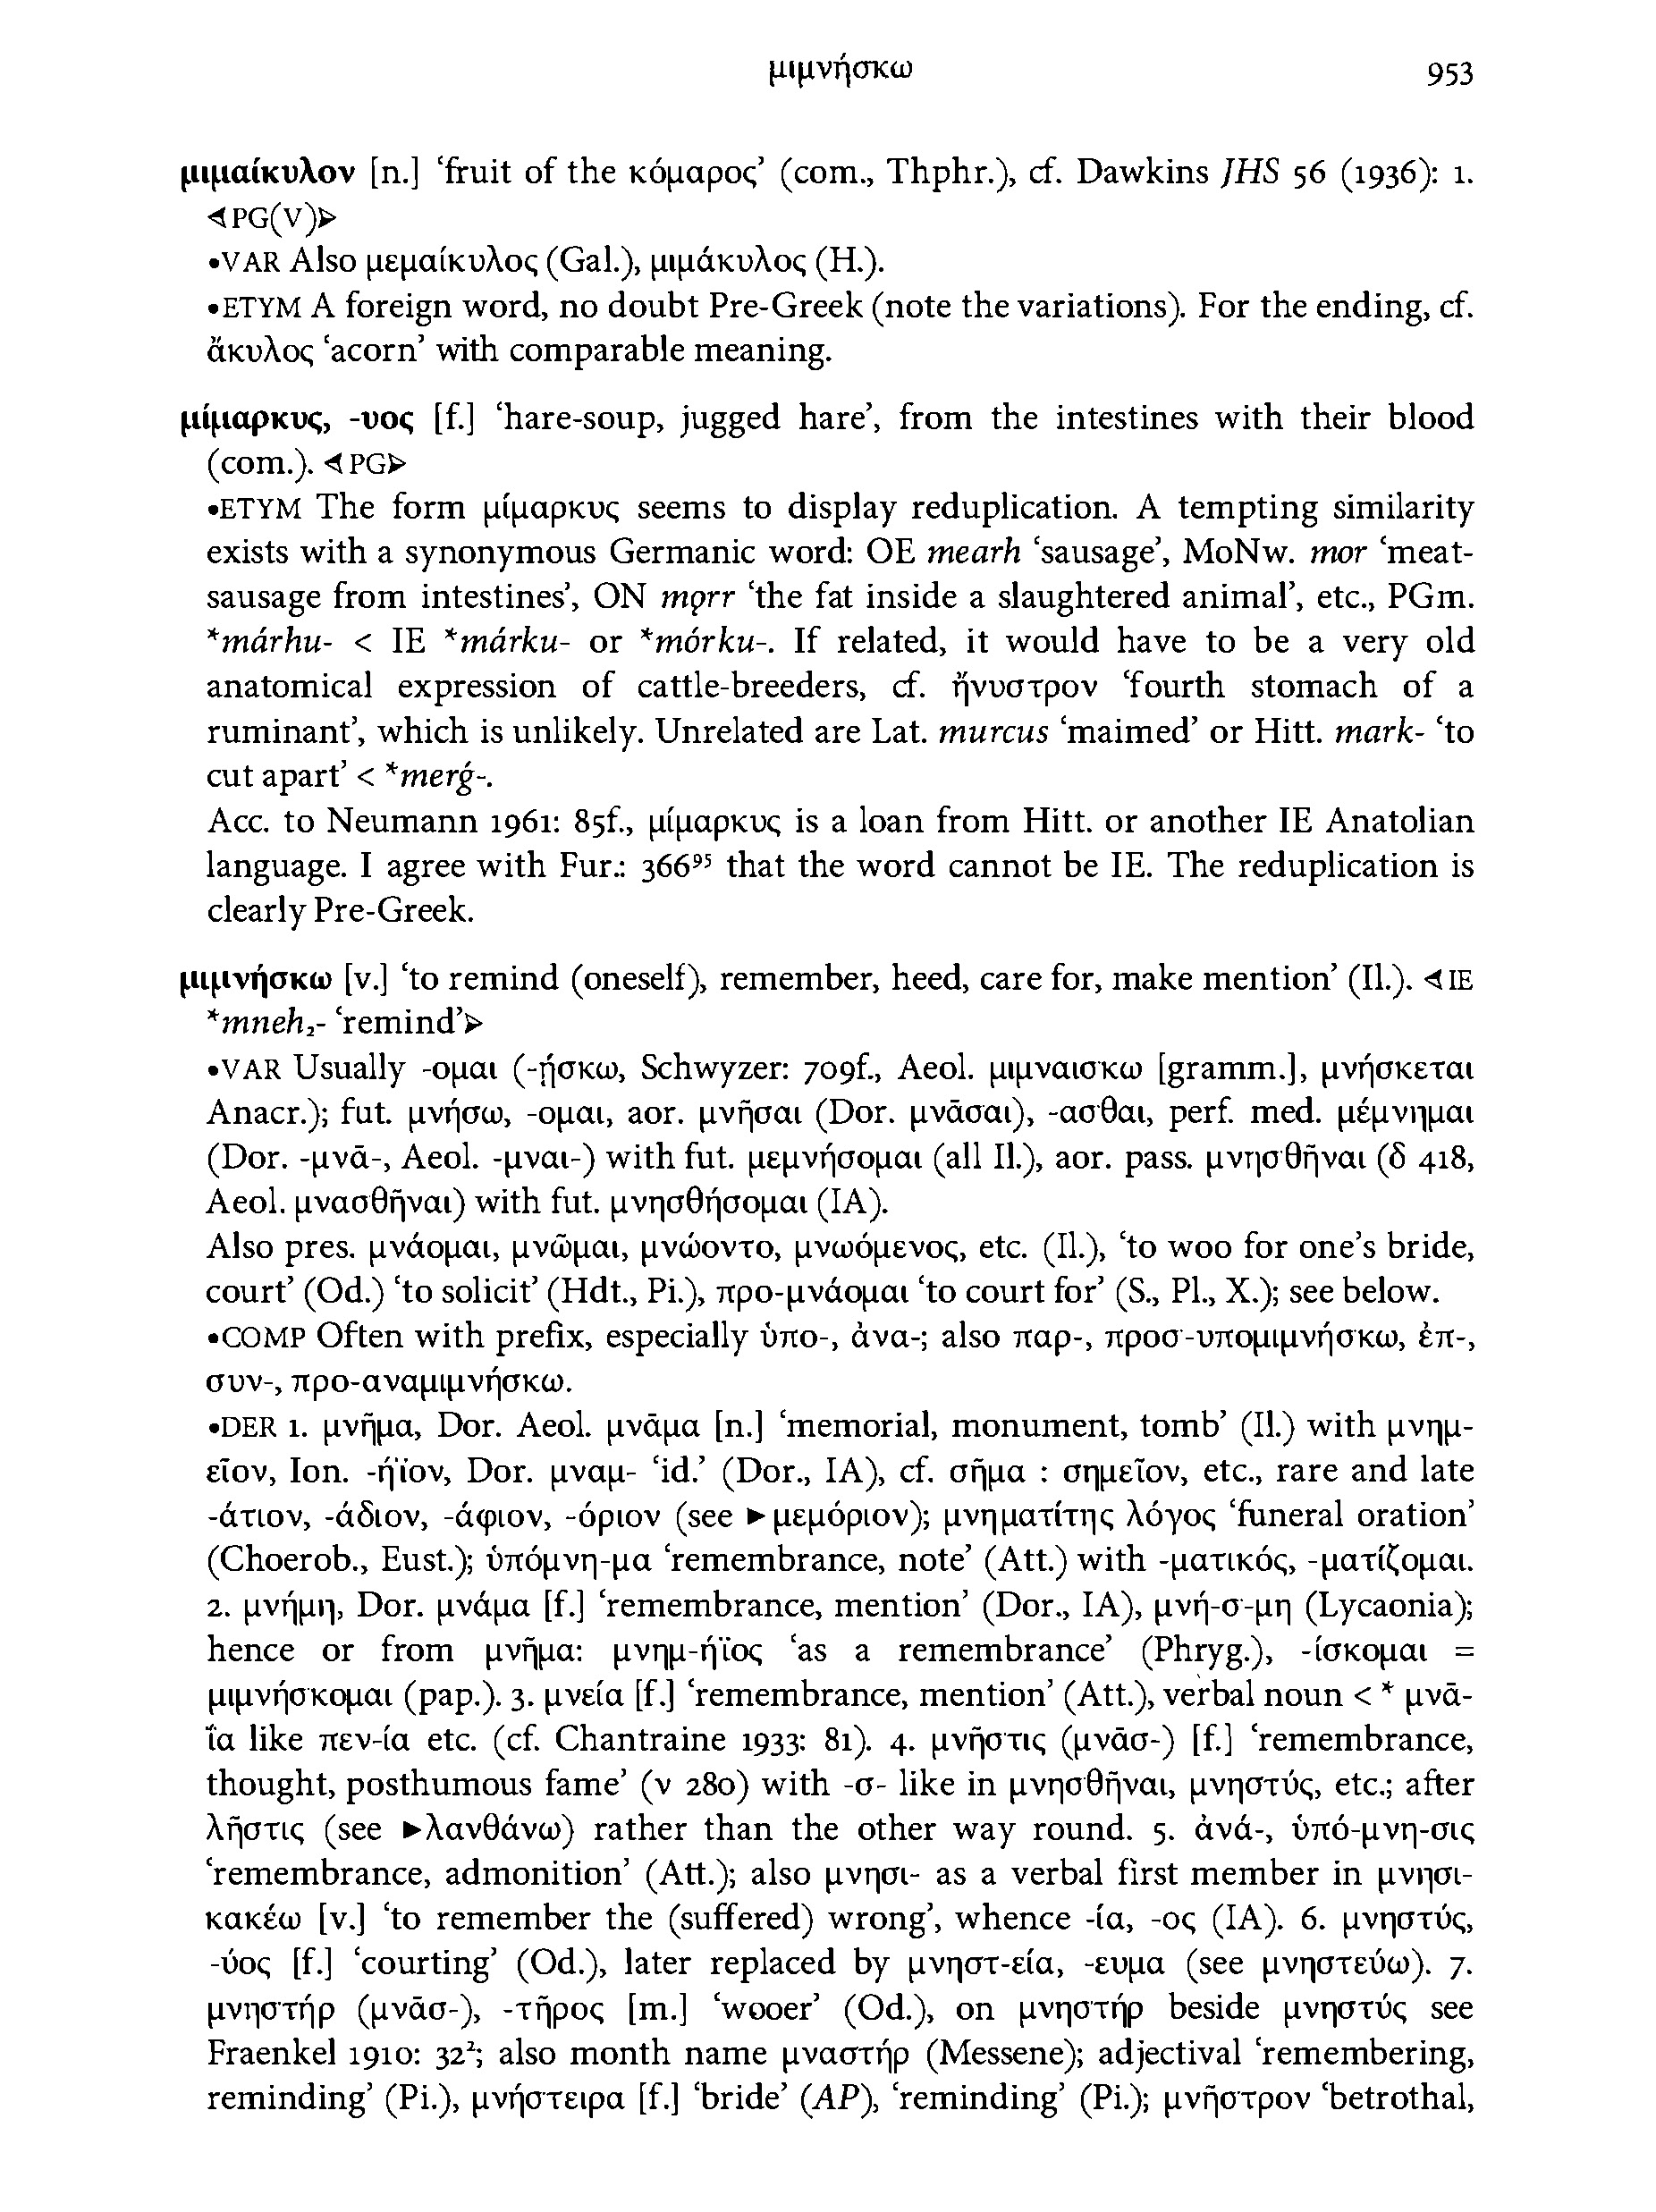 μιμνήσκω 953
μιμαίκυλον [n.] ‘fruit of the κόμαρος’ (com., Thphr.), cf. Dawkins JHS 56 (1936): 1.
⊲PG(V)⊳
•VAR Also μεμαίκυλος (Gal.), μιμάκυλος (H.).
•ETYM A foreign word, no doubt Pre-Greek (note the variations). For the ending, cf.
ἄκυλος ‘acorn’ with comparable meaning.
μίμαρκυς, -υος [f.] ‘hare-soup, jugged hare’, from the intestines with their blood
(com.). ⊲PG⊳
•ETYM The form μίμαρκυς seems to display reduplication. A tempting similarity
exists with a synonymous Germanic word: OE mearh ‘sausage’, MoNw. mor ‘meat-
sausage from intestines’, ON mǫrr ‘the fat inside a slaughtered animal’, etc., PGm.
*márhu- < IE *márku- or *mórku-. If related, it would have to be a very old
anatomical expression of cattle-breeders, cf. ἤνυστρον ‘fourth stomach of a
ruminant’, which is unlikely. Unrelated are Lat. murcus ‘maimed’ or Hitt. mark- ‘to
cut apart’ < *merǵ-.
Acc. to Neumann 1961: 85f., μίμαρκυς is a loan from Hitt. or another IE Anatolian
language. I agree with Fur.: 366⁹⁵ that the word cannot be IE. The reduplication is
clearly Pre-Greek.
μιμνήσκω [v.] ‘to remind (oneself), remember, heed, care for, make mention’ (Il.). ⊲IE
*mneh₂- ‘remind’⊳
•VAR Usually -ομαι (-ῄσκω, Schwyzer: 709f., Aeol. μιμναισκω [gramm.], μνήσκεται
Anacr.); fut. μνήσω, -ομαι, aor. μνῆσαι (Dor. μνᾶσαι), -ασθαι, perf. med. μέμνημαι
(Dor. -μνᾱ-, Aeol. -μναι-) with fut. μεμνήσομαι (all Il.), aor. pass. μνησθῆναι (δ 418,
Aeol. μνασθῆναι) with fut. μνησθήσομαι (IA).
Also pres. μνάομαι, μνῶμαι, μνώοντο, μνωόμενος, etc. (Il.), ‘to woo for one’s bride,
court’ (Od.) ‘to solicit’ (Hdt., Pi.), προ-μνάομαι ‘to court for’ (S., Pl., X.); see below.
•COMP Often with prefix, especially ὑπο-, ἀνα-; also παρ-, προσ-υπομιμνήσκω, ἐπ-,
συν-, προ-αναμιμνήσκω.
•DER 1. μνῆμα, Dor. Aeol. μνᾶμα [n.] ‘memorial, monument, tomb’ (Il.) with μνημ-
εῖον, Ion. -ήϊον, Dor. μναμ- ‘id.’ (Dor., IA), cf. σῆμα : σημεῖον, etc., rare and late
-άτιον, -άδιον, -άφιον, -όριον (see ►μεμόριον); μνηματίτης λόγος ‘funeral oration’
(Choerob., Eust.); ὑπόμνη-μα ‘remembrance, note’ (Att.) with -ματικός, -ματίζομαι.
2. μνήμη, Dor. μνάμα [f.] ‘remembrance, mention’ (Dor., IA), μνή-σ-μη (Lycaonia);
hence or from μνῆμα: μνημ-ήϊος ‘as a remembrance’ (Phryg.), -ίσκομαι =
μιμνήσκομαι (pap.). 3. μνεία [f.] ‘remembrance, mention’ (Att.), verbal noun < * μνᾱ-
ΐα like πεν-ία etc. (cf. Chantraine 1933: 81). 4. μνῆστις (μνᾶσ-) [f.] ‘remembrance,
thought, posthumous fame’ (ν 280) with -σ- like in μνησθῆναι, μνηστύς, etc.; after
λῆστις (see ►λανθάνω) rather than the other way round. 5. ἀνά-, ὑπό-μνη-σις
‘remembrance, admonition’ (Att.); also μνησι- as a verbal first member in μνησι-
κακέω [v.] ‘to remember the (suffered) wrong’, whence -ία, -ος (IA). 6. μνηστύς,
-ύος [f.] ‘courting’ (Od.), later replaced by μνηστ-εία, -ευμα (see μνηστεύω). 7.
μνηστήρ (μνᾱσ-), -τῆρος [m.] ‘wooer’ (Od.), on μνηστήρ beside μνηστύς see
Fraenkel 1910: 32²; also month name μναστήρ (Messene); adjectival ‘remembering,
reminding’ (Pi.), μνήστειρα [f.] ‘bride’ (AP), ‘reminding’ (Pi.); μνῆστρον ‘betrothal,